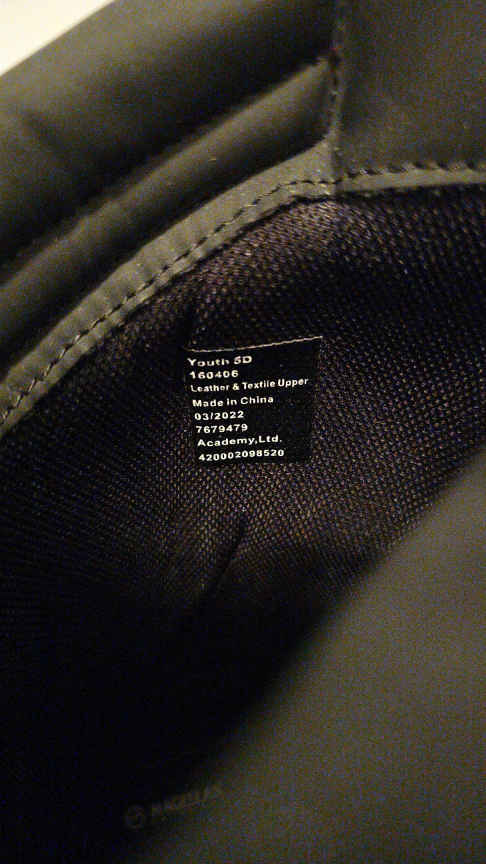 Youth 5D
160406
Leather & Textile Upper
Made in China
03/2022
7679479
Academy,Ltd.
420002098520